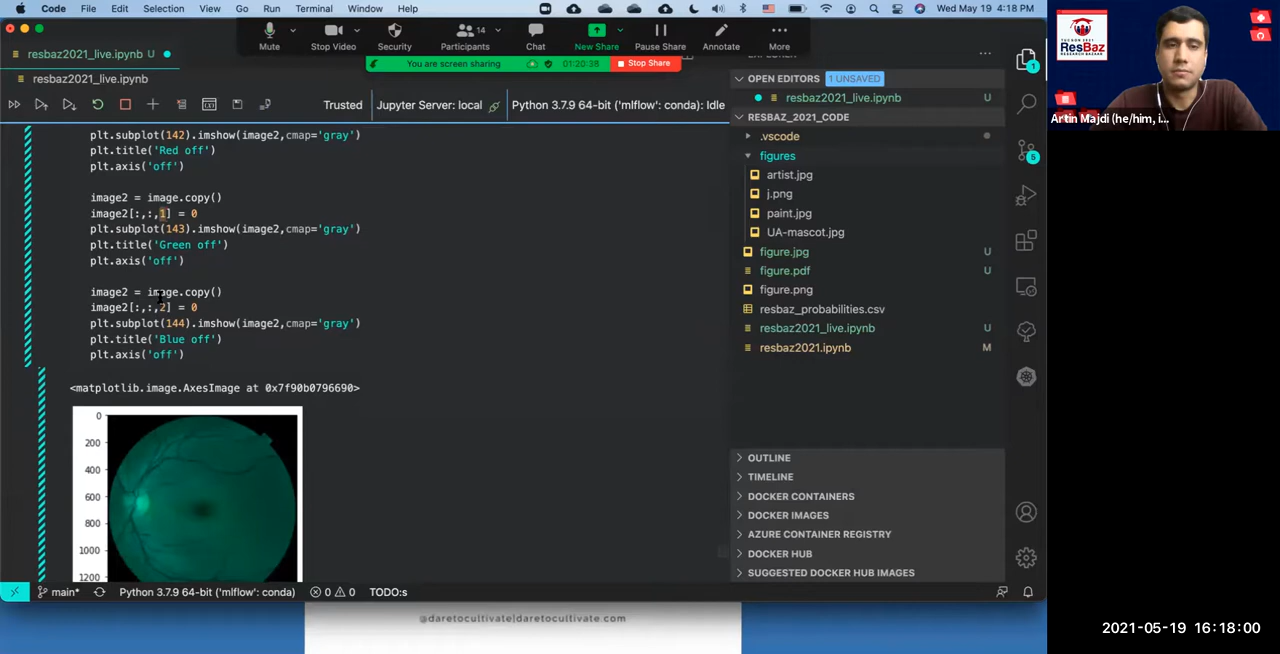 Code File Edit Selection View Go Run Terminal Window Help Wed May 19 4:18 PM
Mute Stop Video Security Participants 14 Chat New Share Pause Share Annotate More
You are screen sharing 01:20:38 Stop Share
resbaz2021_live.ipynb U
resbaz2021_live.ipynb
Trusted Jupyter Server: local Python 3.7.9 64-bit ('mlflow': conda): Idle
plt.subplot(142).imshow(image2,cmap='gray')
plt.title('Red off')
plt.axis('off')
image2 = image.copy()
image2[:,:,1] = 0
plt.subplot(143).imshow(image2,cmap='gray')
plt.title('Green off')
plt.axis('off')
image2 = image.copy()
image2[:,:,2] = 0
plt.subplot(144).imshow(image2,cmap='gray')
plt.title('Blue off')
plt.axis('off')
<matplotlib.image.AxesImage at 0x7f90b0796690>
0
200
400
600
800
1000
1200
OPEN EDITORS 1 UNSAVED
resbaz2021_live.ipynb U
RESBAZ_2021_CODE
.vscode
figures
artist.jpg
j.png
paint.jpg
UA-mascot.jpg
figure.jpg U
figure.pdf U
figure.png
resbaz_probabilities.csv
resbaz2021_live.ipynb U
resbaz2021.ipynb M
OUTLINE
TIMELINE
DOCKER CONTAINERS
DOCKER IMAGES
AZURE CONTAINER REGISTRY
DOCKER HUB
SUGGESTED DOCKER HUB IMAGES
1
5
main* Python 3.7.9 64-bit ('mlflow': conda) 0 0 TODO:s
@daretocultivate|daretocultivate.com
TUCSON 2021
ResBaz
RESEARCH BAZAAR
Artin Majdi (he/him, i...
2021-05-19 16:18:00